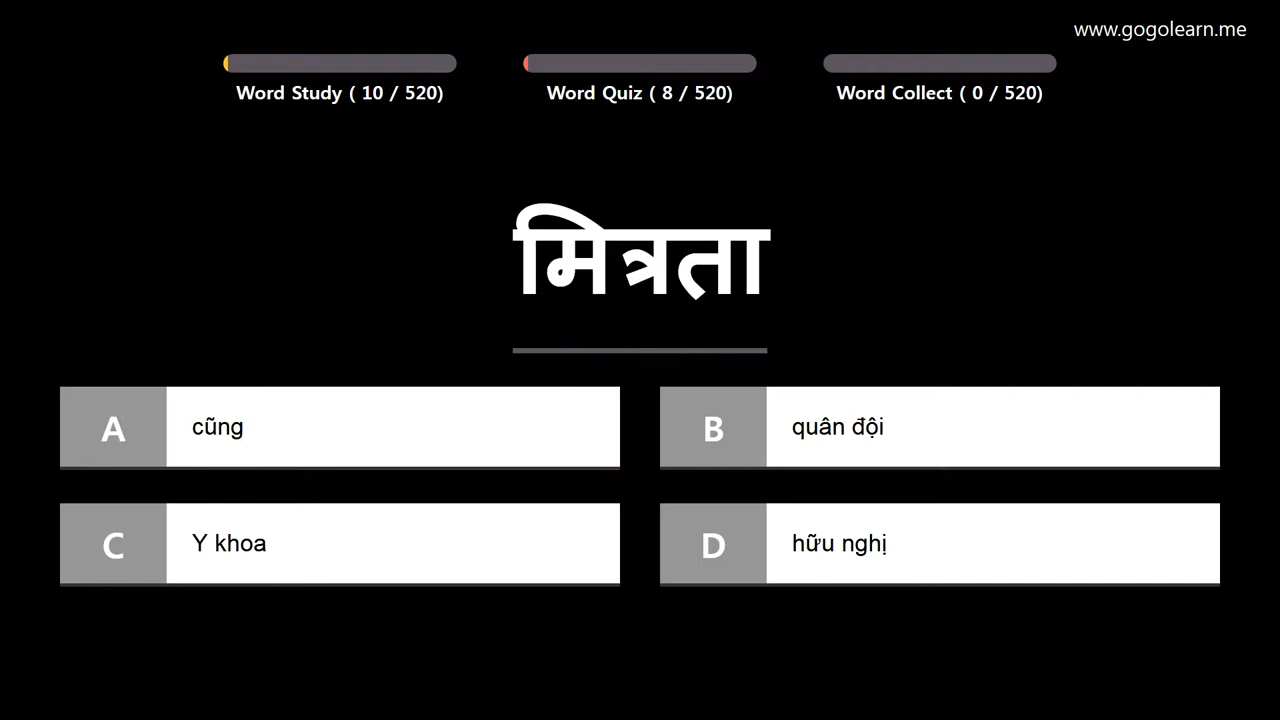 www.gogolearn.me
Word Study ( 10 / 520)
Word Quiz ( 8 / 520)
Word Collect ( 0 / 520)
मित्रता
A cũng
B quân đội
C Y khoa
D hữu nghị